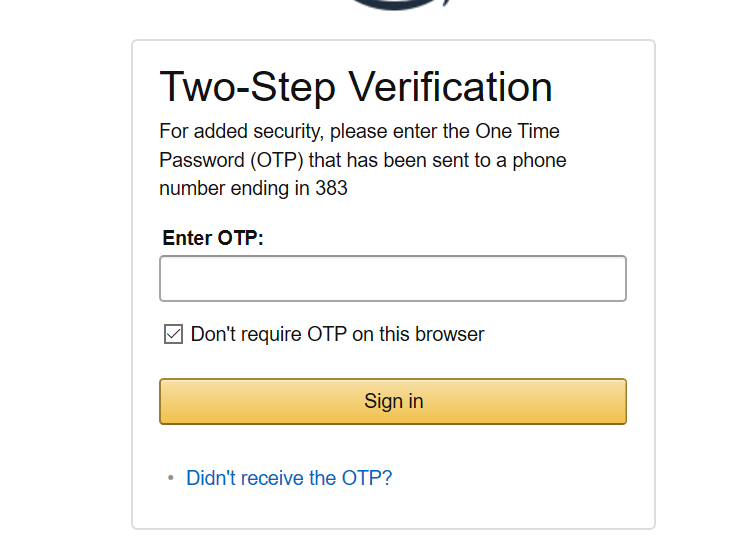 Two-Step Verification
For added security, please enter the One Time
Password (OTP) that has been sent to a phone
number ending in 383
Enter OTP:
Don't require OTP on this browser
Sign in
Didn't receive the OTP?